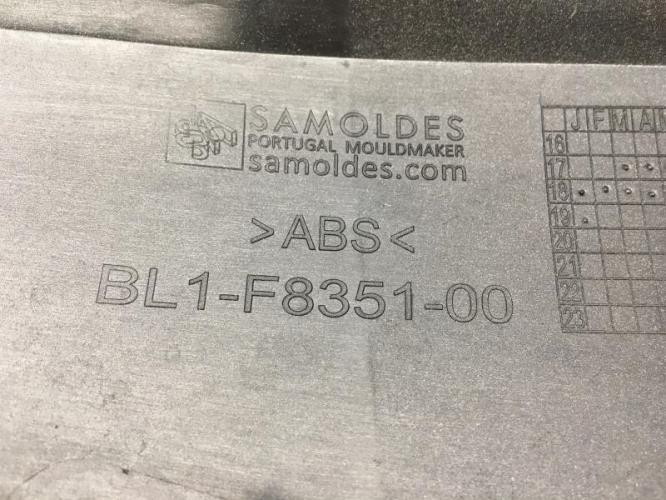 SAMOLDES
PORTUGAL MOULDMAKER
samoldes.com
>ABS<
BL1-F8351-00
J F M A
16
17
18
19
20
21
22
23